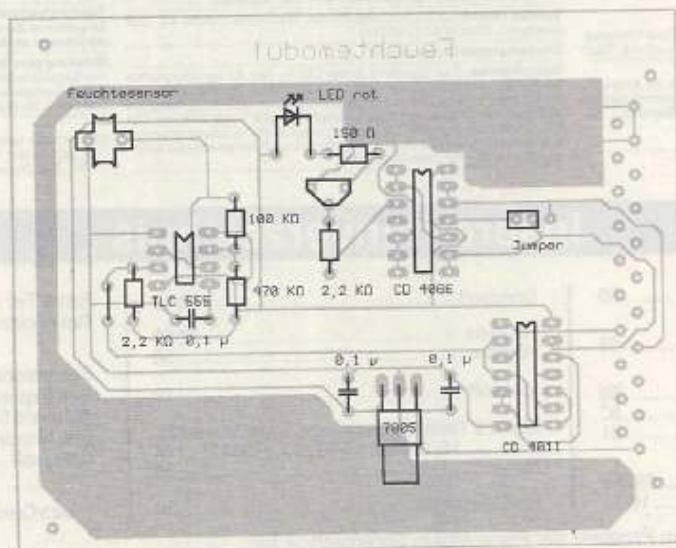 Feuchtemodul
Feuchtesensor
LED rot
150 Ω
100 KΩ
Jumper
TLC 555
470 KΩ
2,2 KΩ
CD 4066
2,2 KΩ
0,1 µ
0,1 µ
0,1 µ
7805
CD 4011